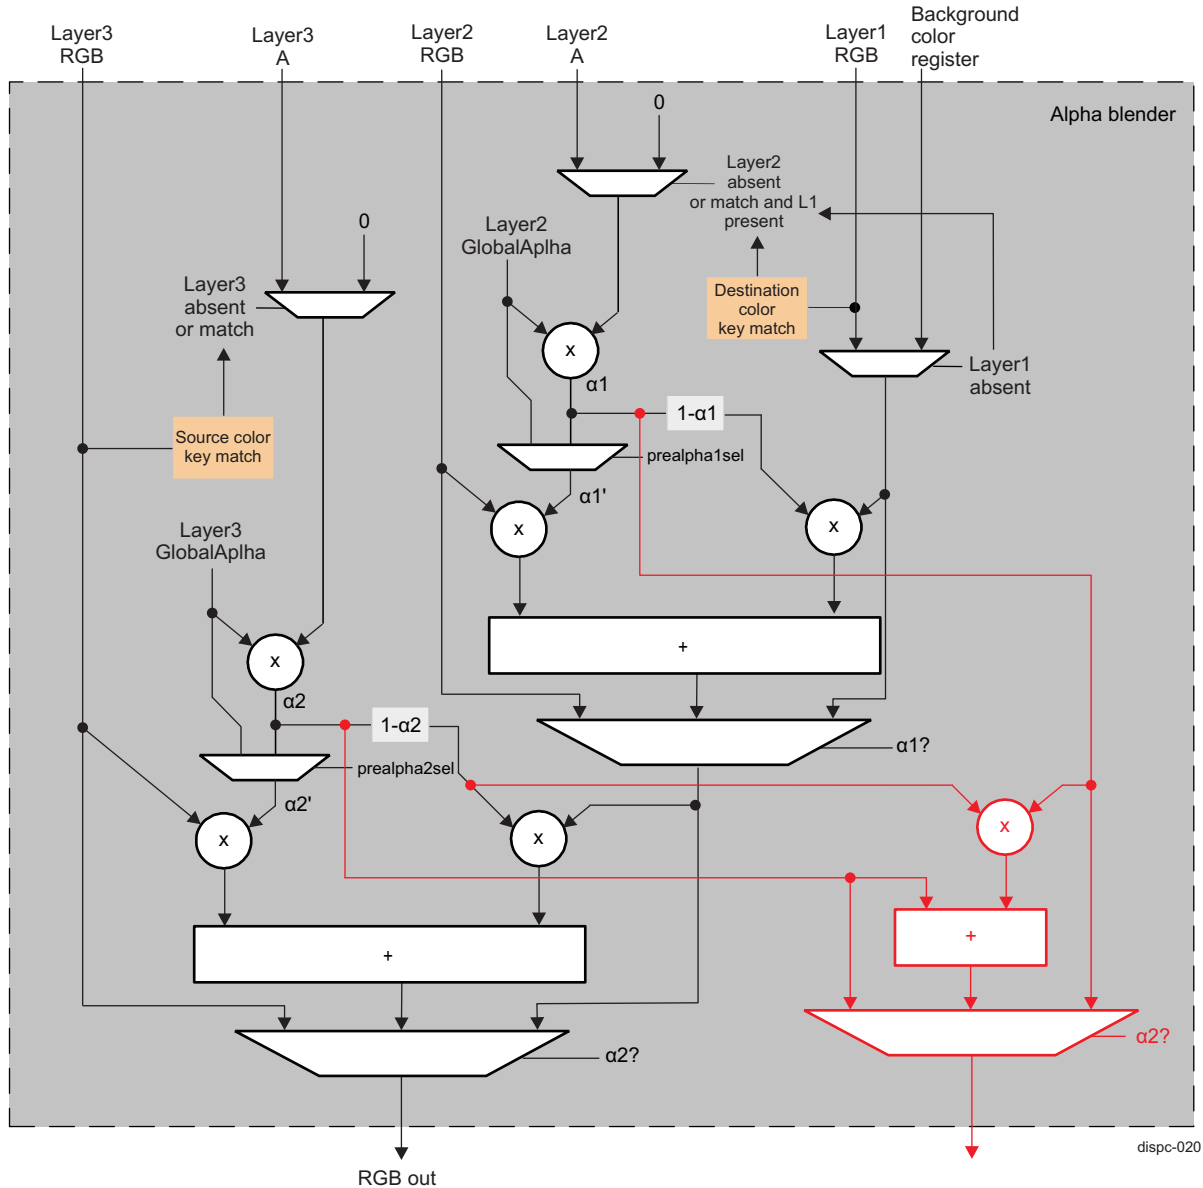 Layer3
RGB
Layer3
A
Layer2
RGB
Layer2
A
Layer1
RGB
Background
color
register
Alpha blender
0
Layer2
absent
or match and L1
present
Layer2
GlobalAplha
0
Layer3
absent
or match
Destination
color
key match
x
Layer1
absent
α1
1-α1
Source color
key match
prealpha1sel
α1'
x
x
Layer3
GlobalAplha
+
x
α2
1-α2
α1?
prealpha2sel
α2'
x
x
x
+
+
α2?
α2?
RGB out
dispc-020